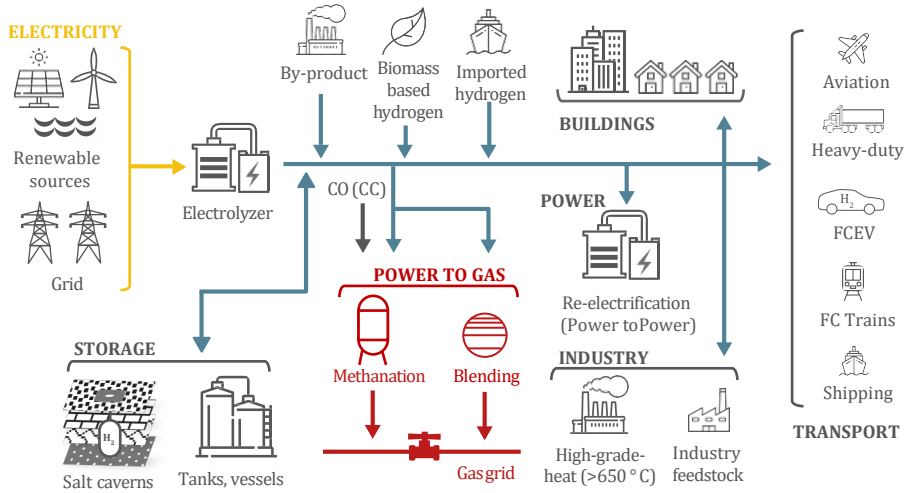 ELECTRICITY
Renewable
sources
Grid
Electrolyzer
By-product
Biomass
based
hydrogen
Imported
hydrogen
BUILDINGS
CO (CC)
POWER
Re-electrification
(Power to Power)
POWER TO GAS
Methanation
Blending
Gas grid
STORAGE
H2
Salt caverns
Tanks, vessels
INDUSTRY
High-grade-
heat (>650 °C)
Industry
feedstock
Aviation
Heavy-duty
H2
FCEV
FC Trains
Shipping
TRANSPORT